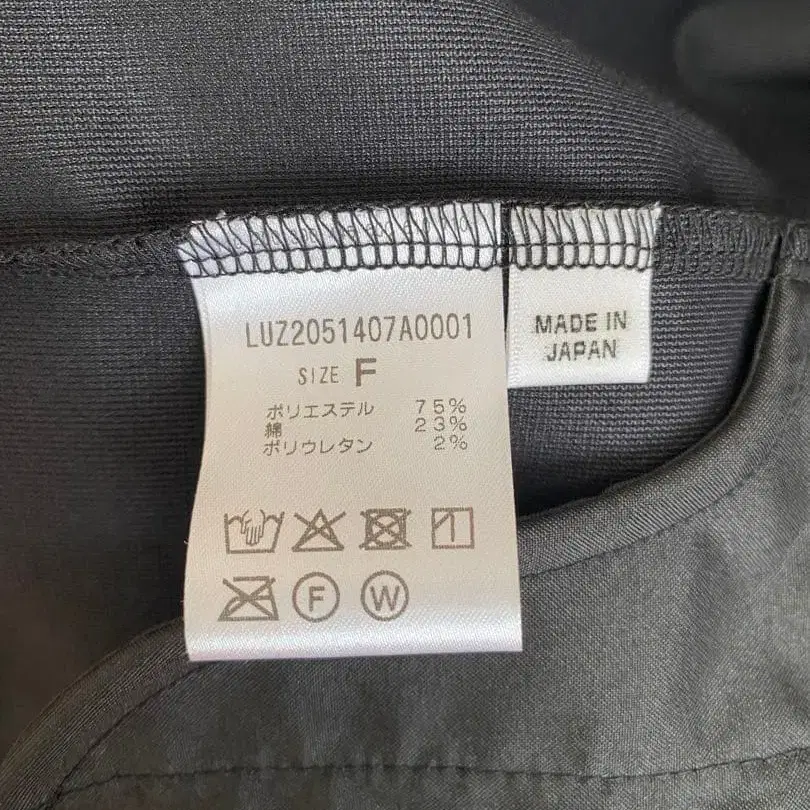 LUZ2051407A0001
SIZE F
ポリエステル 75%
綿 23%
ポリウレタン 2%
F W
MADE IN
JAPAN